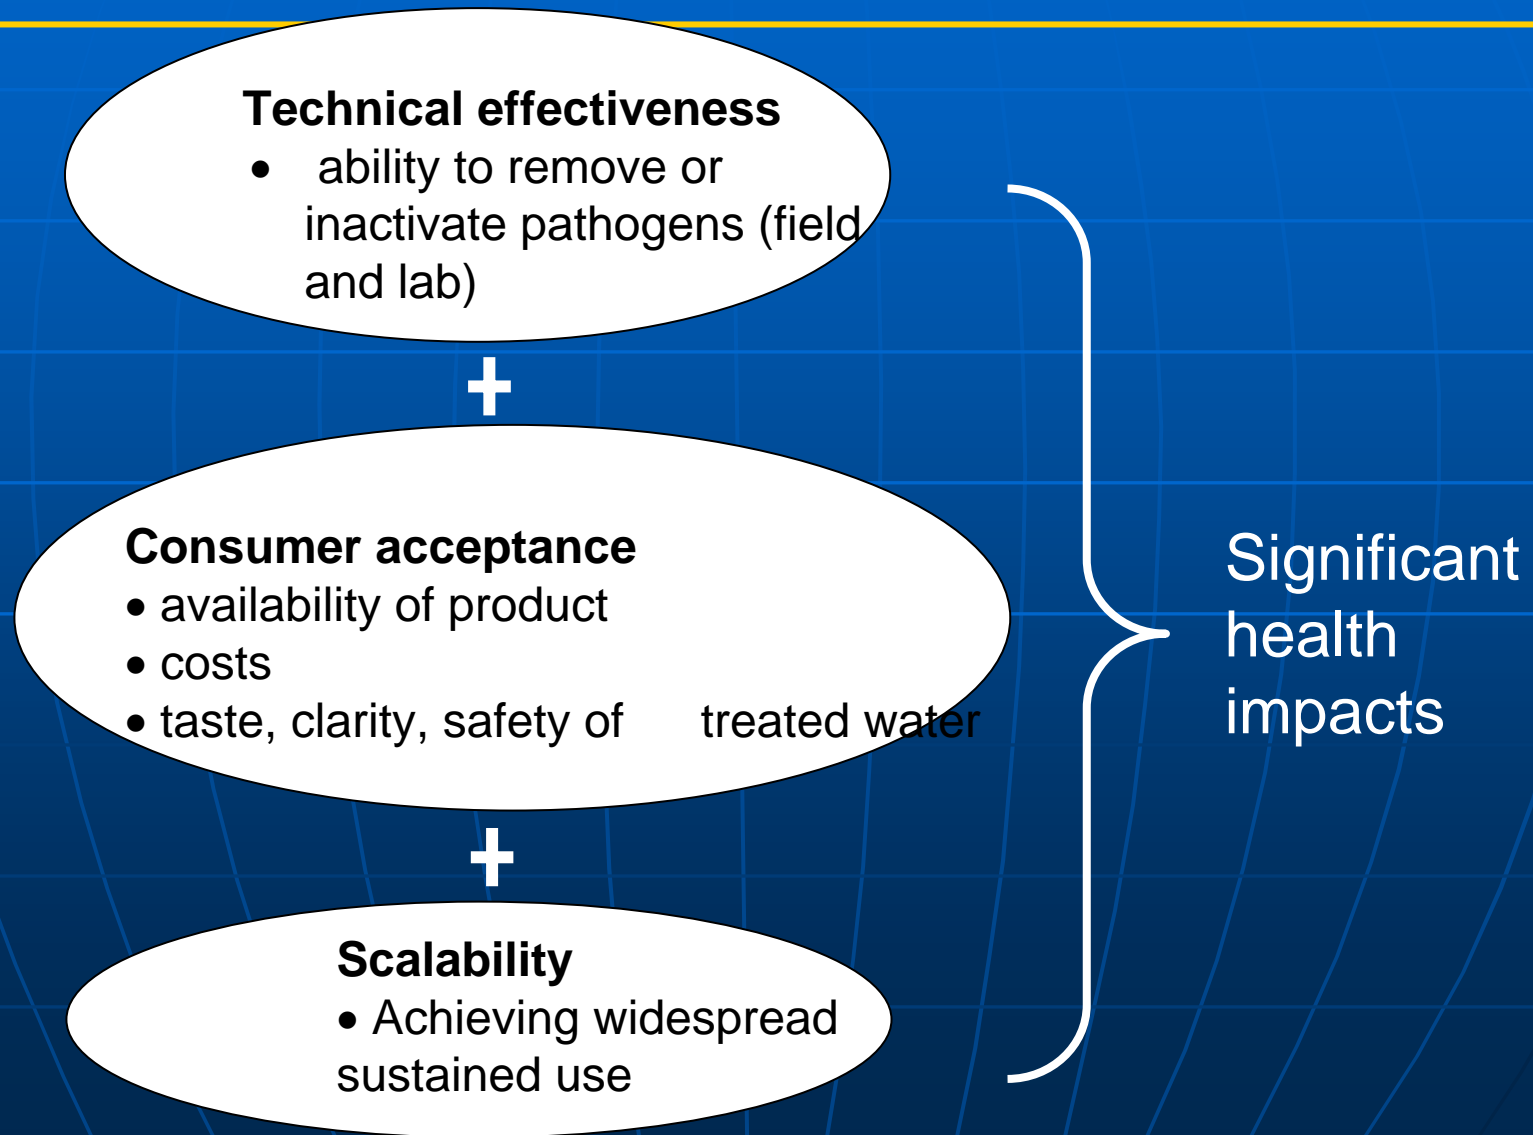 Technical effectiveness
• ability to remove or
inactivate pathogens (field
and lab)
+
Consumer acceptance
• availability of product
• costs
• taste, clarity, safety of treated water
+
Scalability
• Achieving widespread
sustained use
Significant
health
impacts